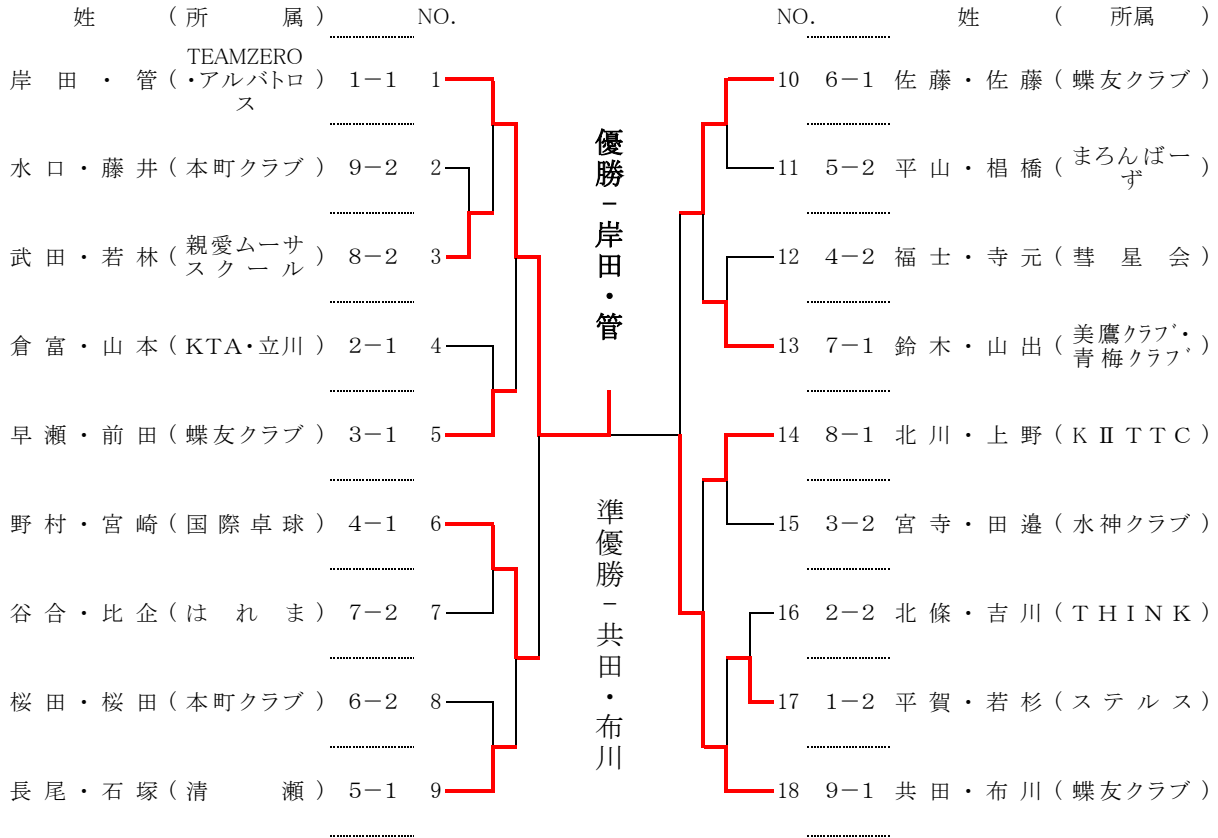 姓 (所 属) NO.
TEAMZERO
岸田・管(・アルバトロ) 1-1 1
ス
水口・藤井(本町クラブ) 9-2 2
親愛ムーサ
武田・若林(スクール) 8-2 3
倉富・山本(KTA・立川) 2-1 4
早瀬・前田(蝶友クラブ) 3-1 5
野村・宮崎(国際卓球) 4-1 6
谷合・比企(はれま) 7-2 7
桜田・桜田(本町クラブ) 6-2 8
長尾・石塚(清瀬) 5-1 9
優勝-岸田・管
準優勝-共田・布川
NO. 姓 (所属)
10 6-1 佐藤・佐藤(蝶友クラブ)
11 5-2 平山・椙橋(まろんばー
ず)
12 4-2 福士・寺元(彗星会)
13 7-1 鈴木・山出(美鷹クラブ・
青梅クラブ)
14 8-1 北川・上野(KⅡTTC)
15 3-2 宮寺・田邉(水神クラブ)
16 2-2 北條・吉川(THINK)
17 1-2 平賀・若杉(ステルス)
18 9-1 共田・布川(蝶友クラブ)